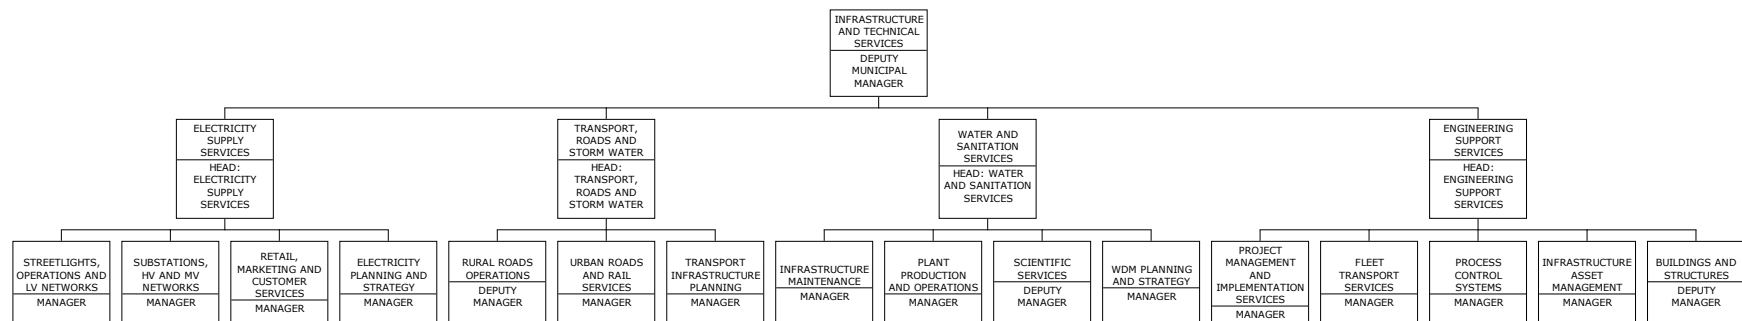 INFRASTRUCTURE
AND TECHNICAL
SERVICES
DEPUTY
MUNICIPAL
MANAGER
ELECTRICITY
SUPPLY
SERVICES
HEAD:
ELECTRICITY
SUPPLY
SERVICES
TRANSPORT,
ROADS AND
STORM WATER
HEAD:
TRANSPORT,
ROADS AND
STORM WATER
WATER AND
SANITATION
SERVICES
HEAD: WATER
AND SANITATION
SERVICES
ENGINEERING
SUPPORT
SERVICES
HEAD:
ENGINEERING
SUPPORT
SERVICES
STREETLIGHTS,
OPERATIONS AND
LV NETWORKS
MANAGER
SUBSTATIONS,
HV AND MV
NETWORKS
MANAGER
RETAIL,
MARKETING AND
CUSTOMER
SERVICES
MANAGER
ELECTRICITY
PLANNING AND
STRATEGY
MANAGER
RURAL ROADS
OPERATIONS
DEPUTY
MANAGER
URBAN ROADS
AND RAIL
SERVICES
MANAGER
TRANSPORT
INFRASTRUCTURE
PLANNING
MANAGER
INFRASTRUCTURE
MAINTENANCE
MANAGER
PLANT
PRODUCTION
AND OPERATIONS
MANAGER
SCIENTIFIC
SERVICES
DEPUTY
MANAGER
WDM PLANNING
AND STRATEGY
MANAGER
PROJECT
MANAGEMENT
AND
IMPLEMENTATION
SERVICES
MANAGER
FLEET
TRANSPORT
SERVICES
MANAGER
PROCESS
CONTROL
SYSTEMS
MANAGER
INFRASTRUCTURE
ASSET
MANAGEMENT
MANAGER
BUILDINGS AND
STRUCTURES
DEPUTY
MANAGER